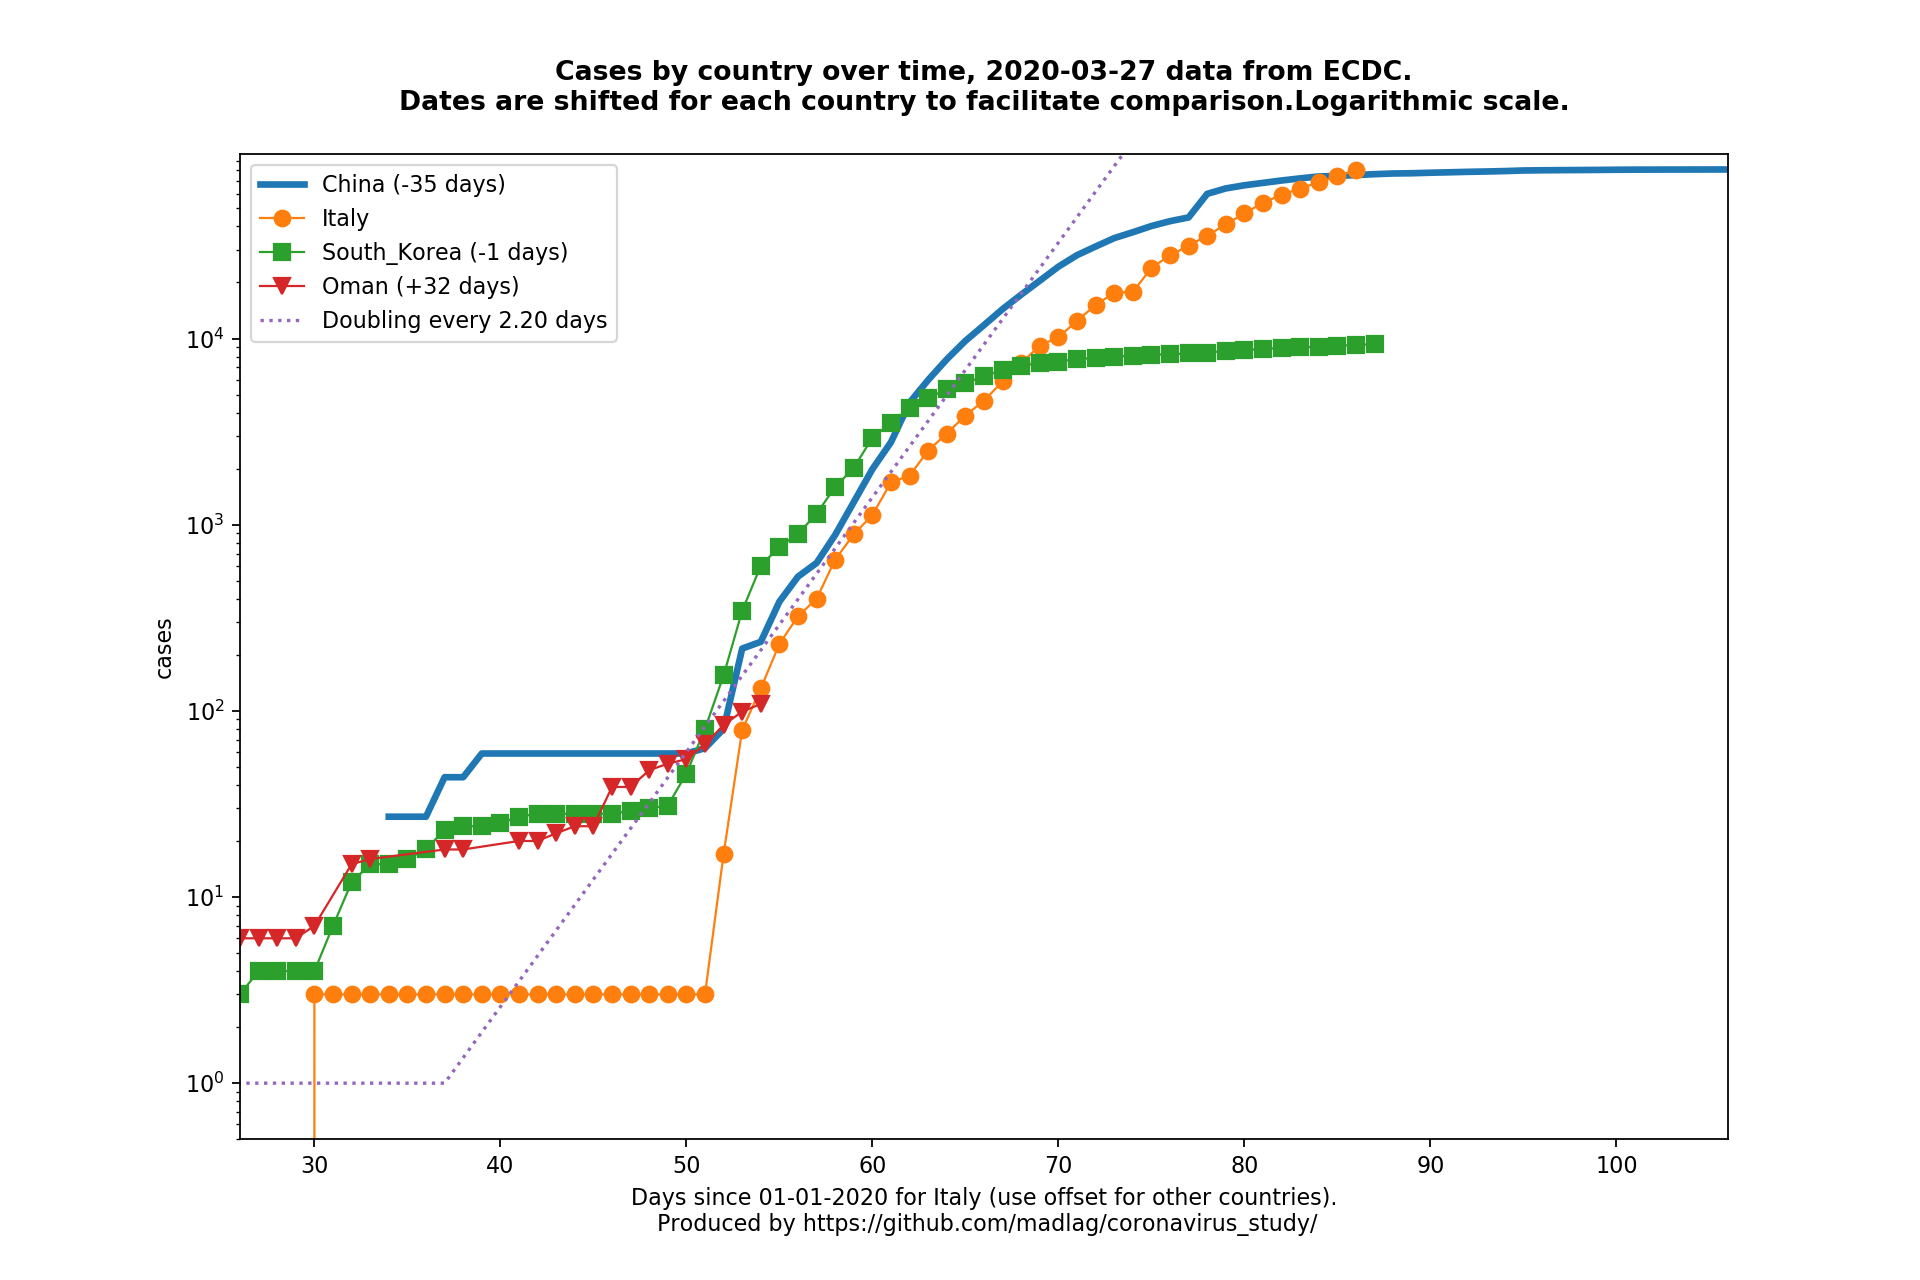 Cases by country over time, 2020-03-27 data from ECDC.
Dates are shifted for each country to facilitate comparison.Logarithmic scale.
China (-35 days)
Italy
South_Korea (-1 days)
Oman (+32 days)
Doubling every 2.20 days
10⁴
10³
10²
10¹
10⁰
cases
30 40 50 60 70 80 90 100
Days since 01-01-2020 for Italy (use offset for other countries).
Produced by https://github.com/madlag/coronavirus_study/